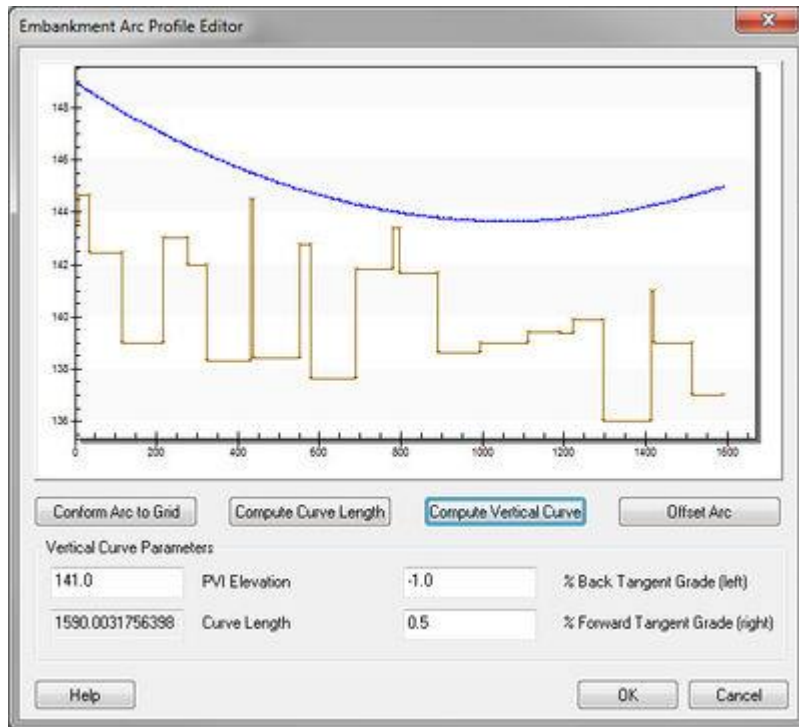 Embankment Arc Profile Editor
148
146
144
142
140
138
136
0 200 400 600 800 1000 1200 1400 1600
Conform Arc to Grid Compute Curve Length Compute Vertical Curve Offset Arc
Vertical Curve Parameters
141.0 PVI Elevation -1.0 % Back Tangent Grade (left)
1590.0031756398 Curve Length 0.5 % Forward Tangent Grade (right)
Help OK Cancel